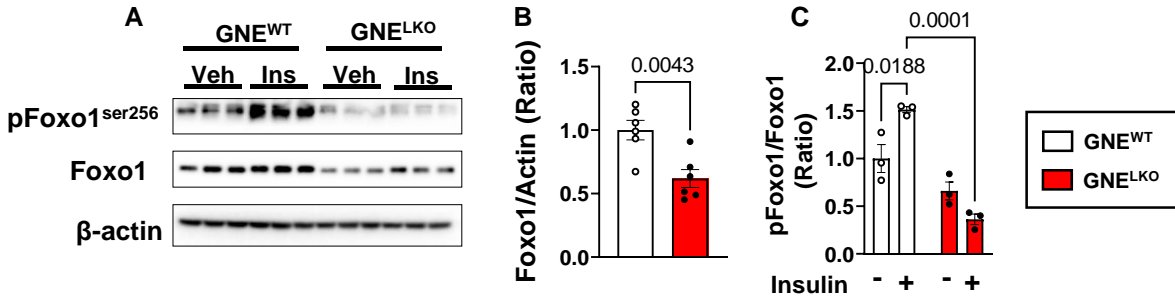 A
GNE^WT GNE^LKO
Veh Ins Veh Ins
pFoxo1^ser256
Foxo1
β-actin
B
Foxo1/Actin (Ratio)
1.5
1.0
0.5
0.0
0.0043
C
pFoxo1/Foxo1
(Ratio)
2.0
1.5
1.0
0.5
0.0
0.0001
0.0188
Insulin - + - +
GNE^WT
GNE^LKO